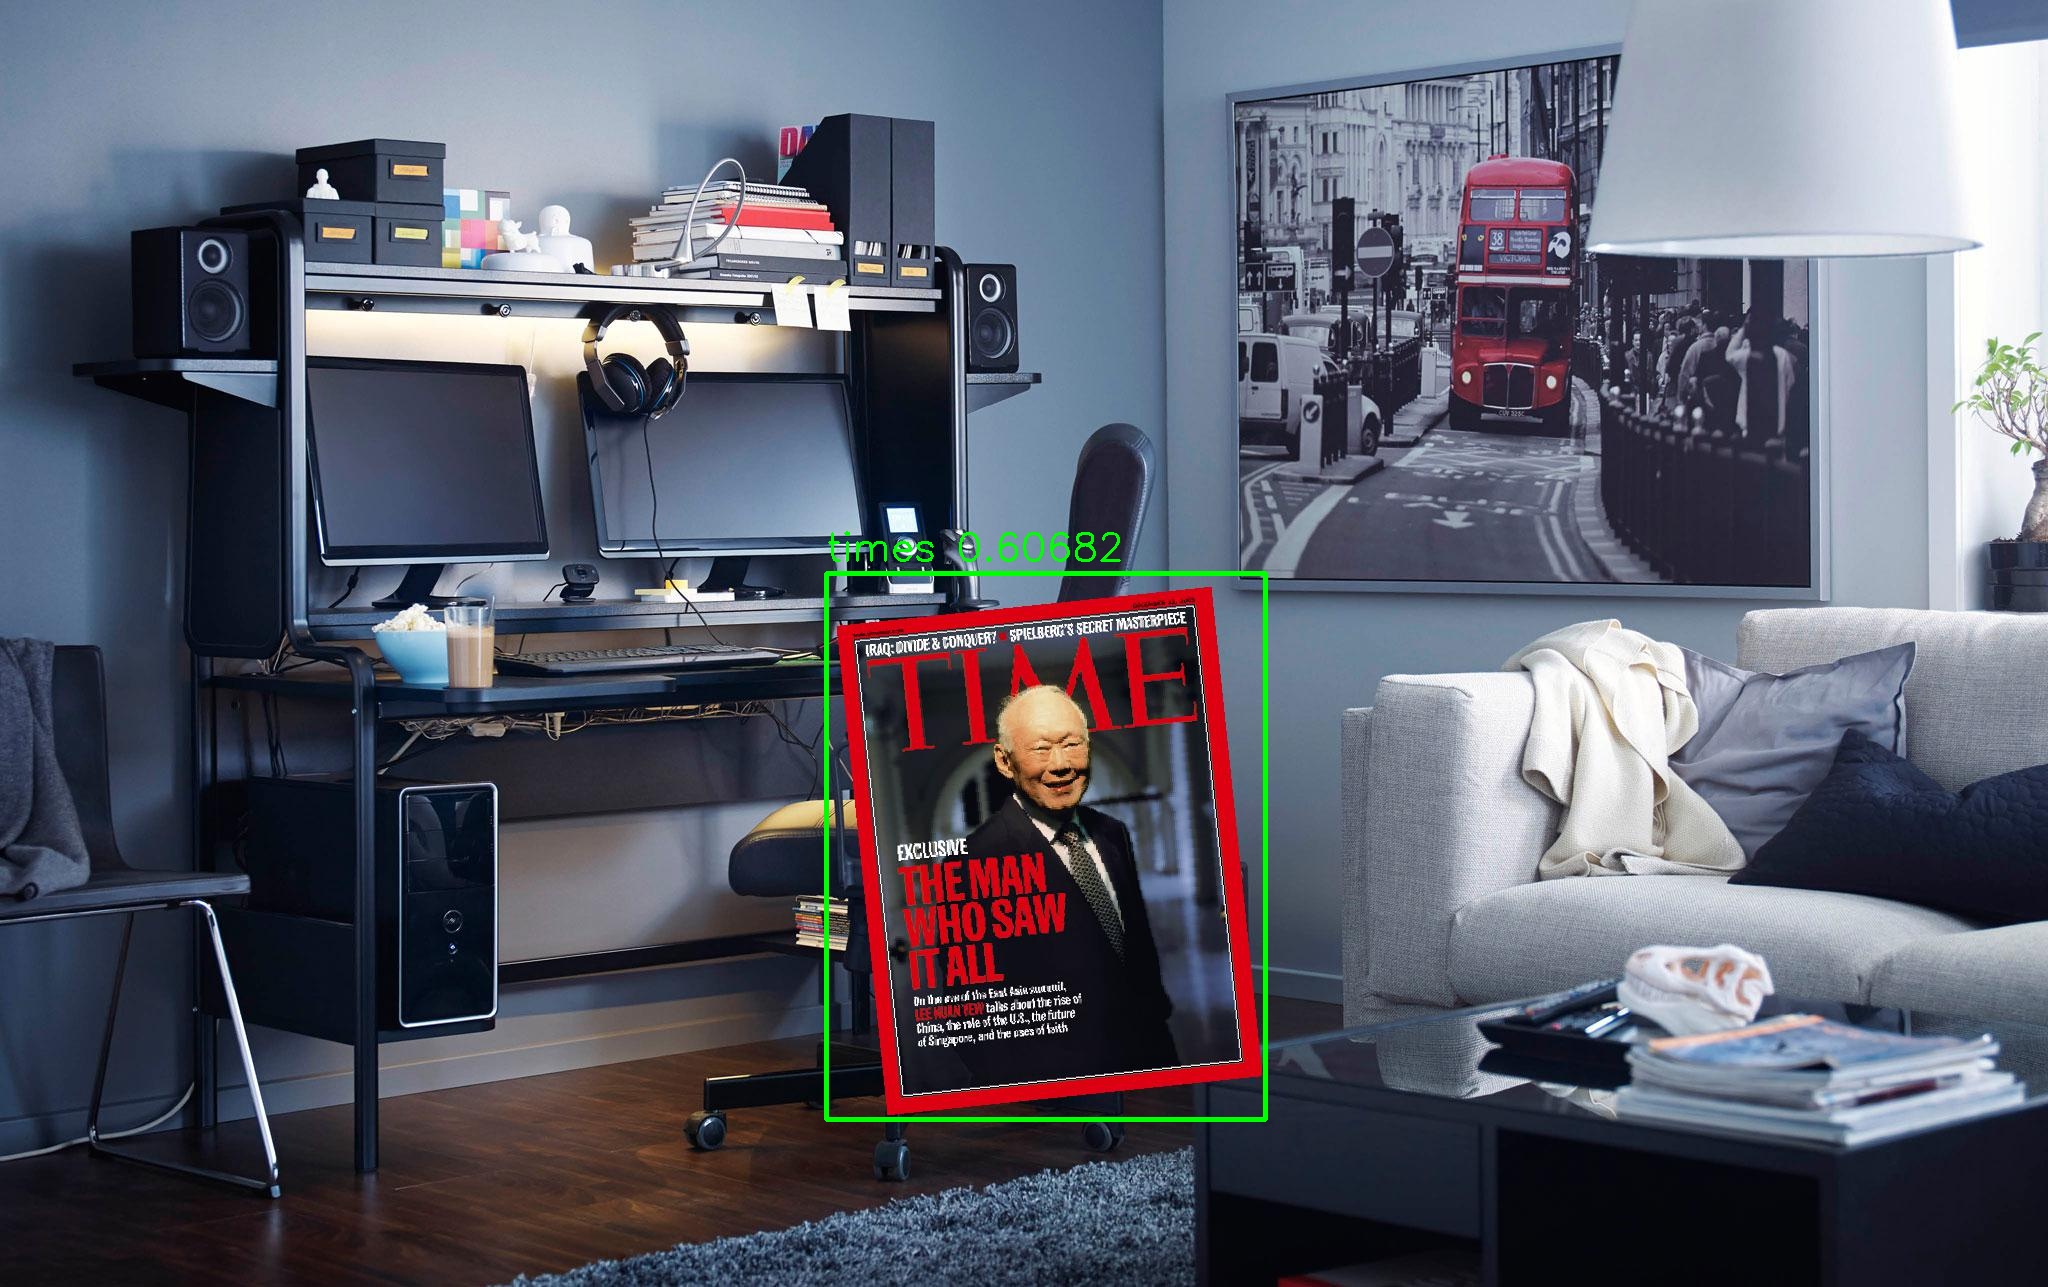 DA
38
VICTORIA
times 0.60682
IRAQ: DIVIDE & CONQUER? SPIELBERG'S SECRET MASTERPIECE
TIME
EXCLUSIVE
THE MAN
WHO SAW
IT ALL
On the eve of the East Asia summit,
LEE KUAN YEW talks about the rise of
China, the role of the U.S., the future
of Singapore, and the uses of faith